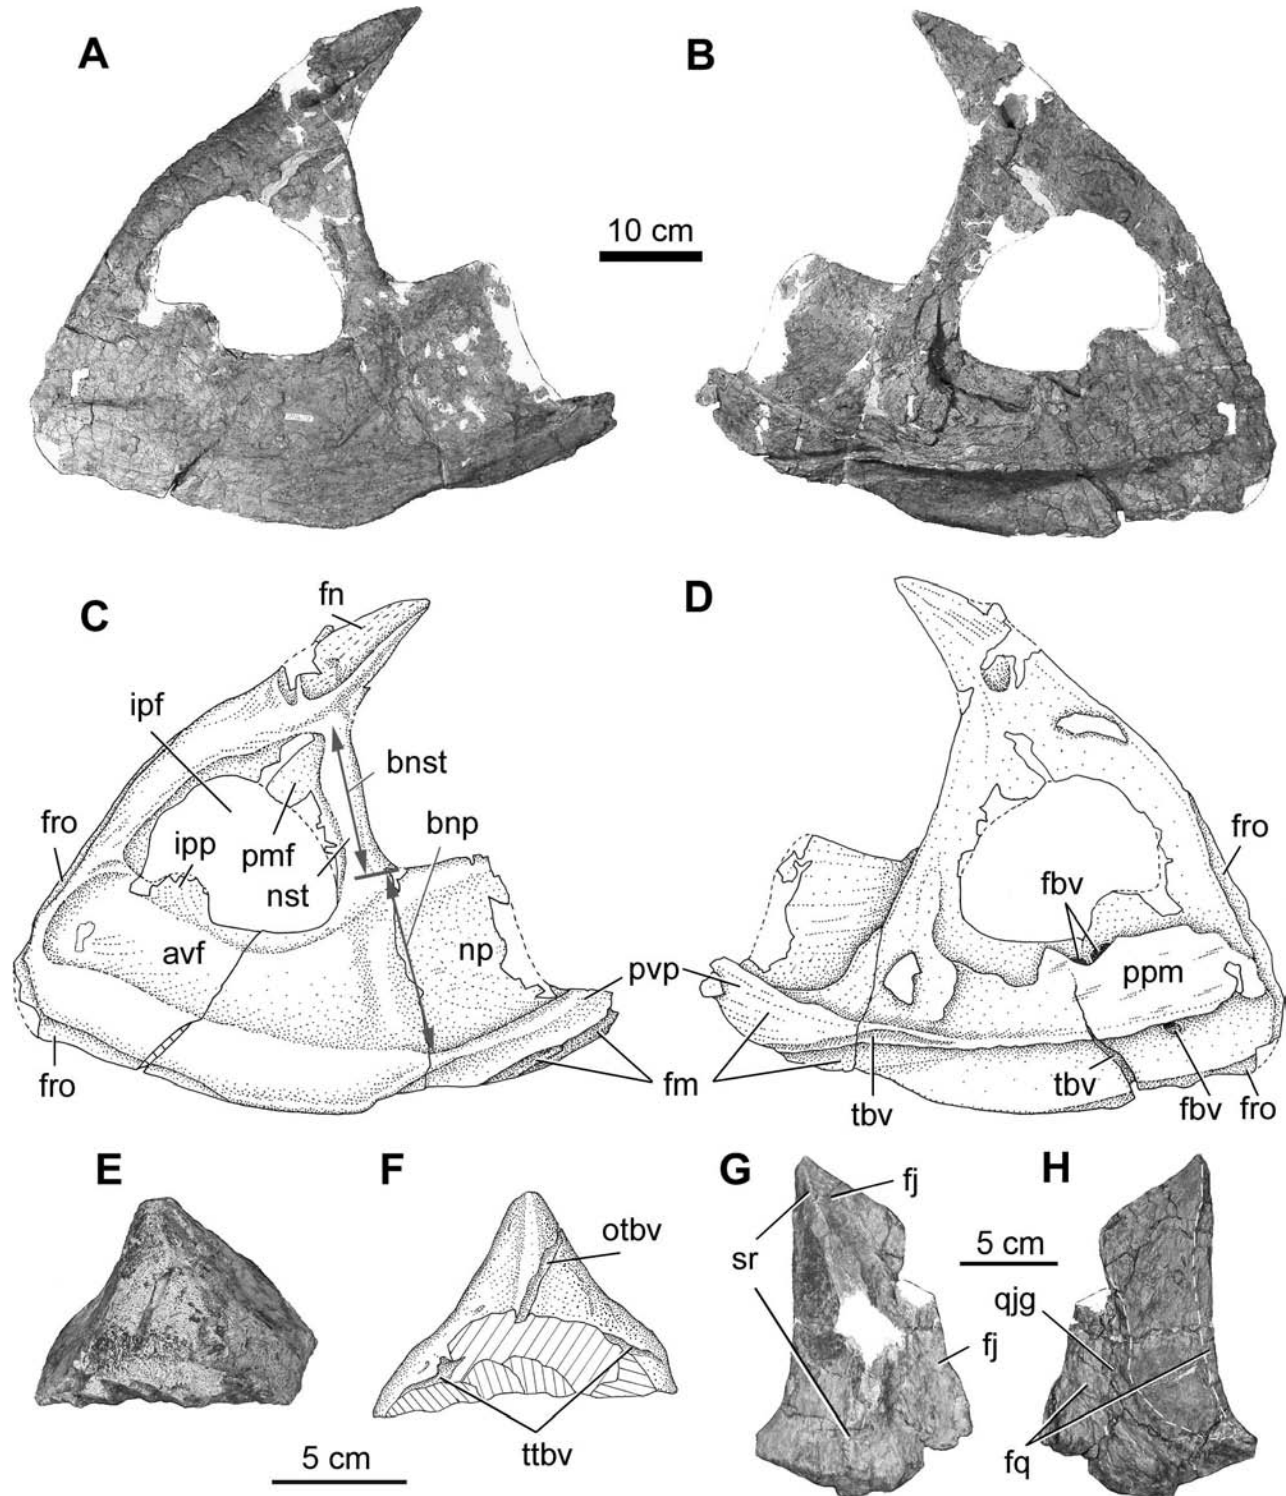 A
B
10 cm
C
D
fn
ipf
bnst
bnp
fro
fro
ipp
pmf
nst
fbv
avf
np
pvp
ppm
fro
fm
tbv
tbv
fbv
fro
E
F
G
H
fj
otbv
sr
5 cm
qjg
fj
ttbv
fq
5 cm